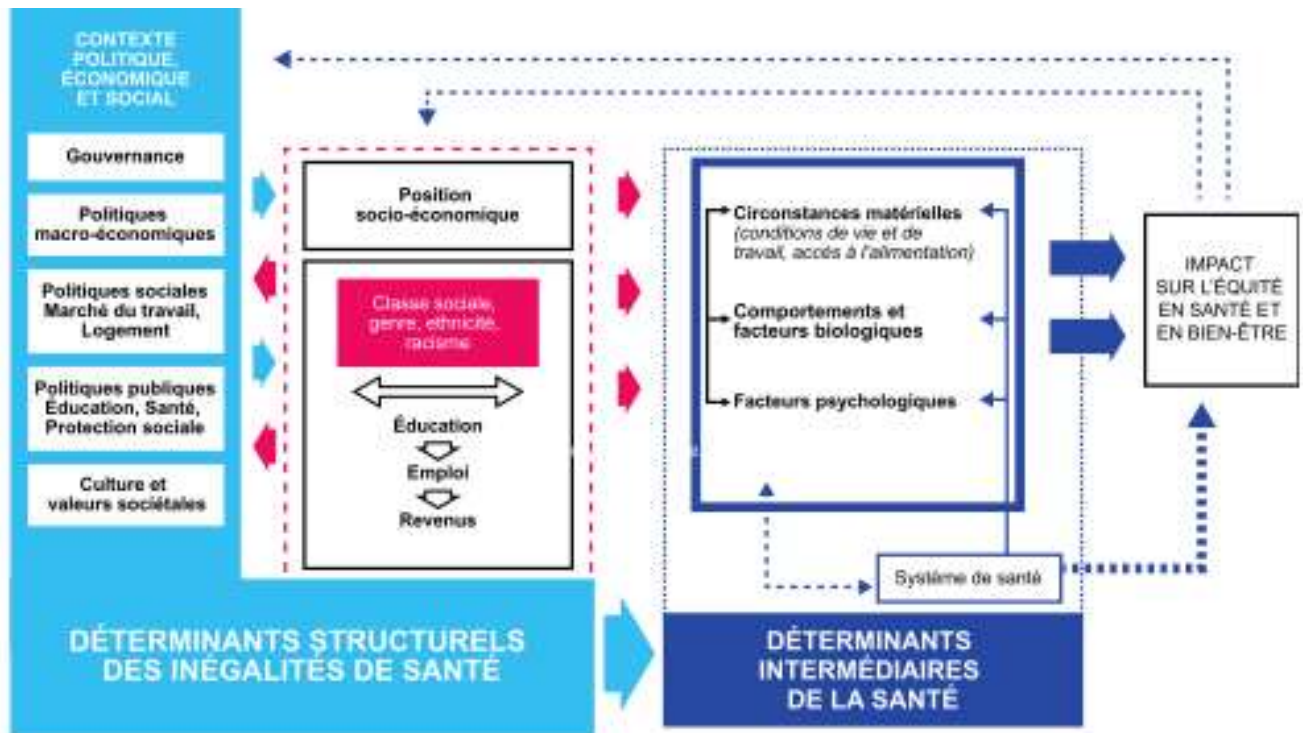 CONTEXTE
POLITIQUE,
ÉCONOMIQUE
ET SOCIAL
Gouvernance
Politiques
macro-économiques
Politiques sociales
Marché du travail,
Logement
Politiques publiques
Éducation, Santé,
Protection sociale
Culture et
valeurs sociétales
Position
socio-économique
Classe sociale,
genre, ethnicité,
racisme
Éducation
Emploi
Revenus
DÉTERMINANTS STRUCTURELS
DES INÉGALITÉS DE SANTÉ
Circonstances matérielles
(conditions de vie et de
travail, accès à l'alimentation)
Comportements et
facteurs biologiques
Facteurs psychologiques
Système de santé
DÉTERMINANTS
INTERMÉDIAIRES
DE LA SANTÉ
IMPACT
SUR L'ÉQUITÉ
EN SANTÉ ET
EN BIEN-ÊTRE